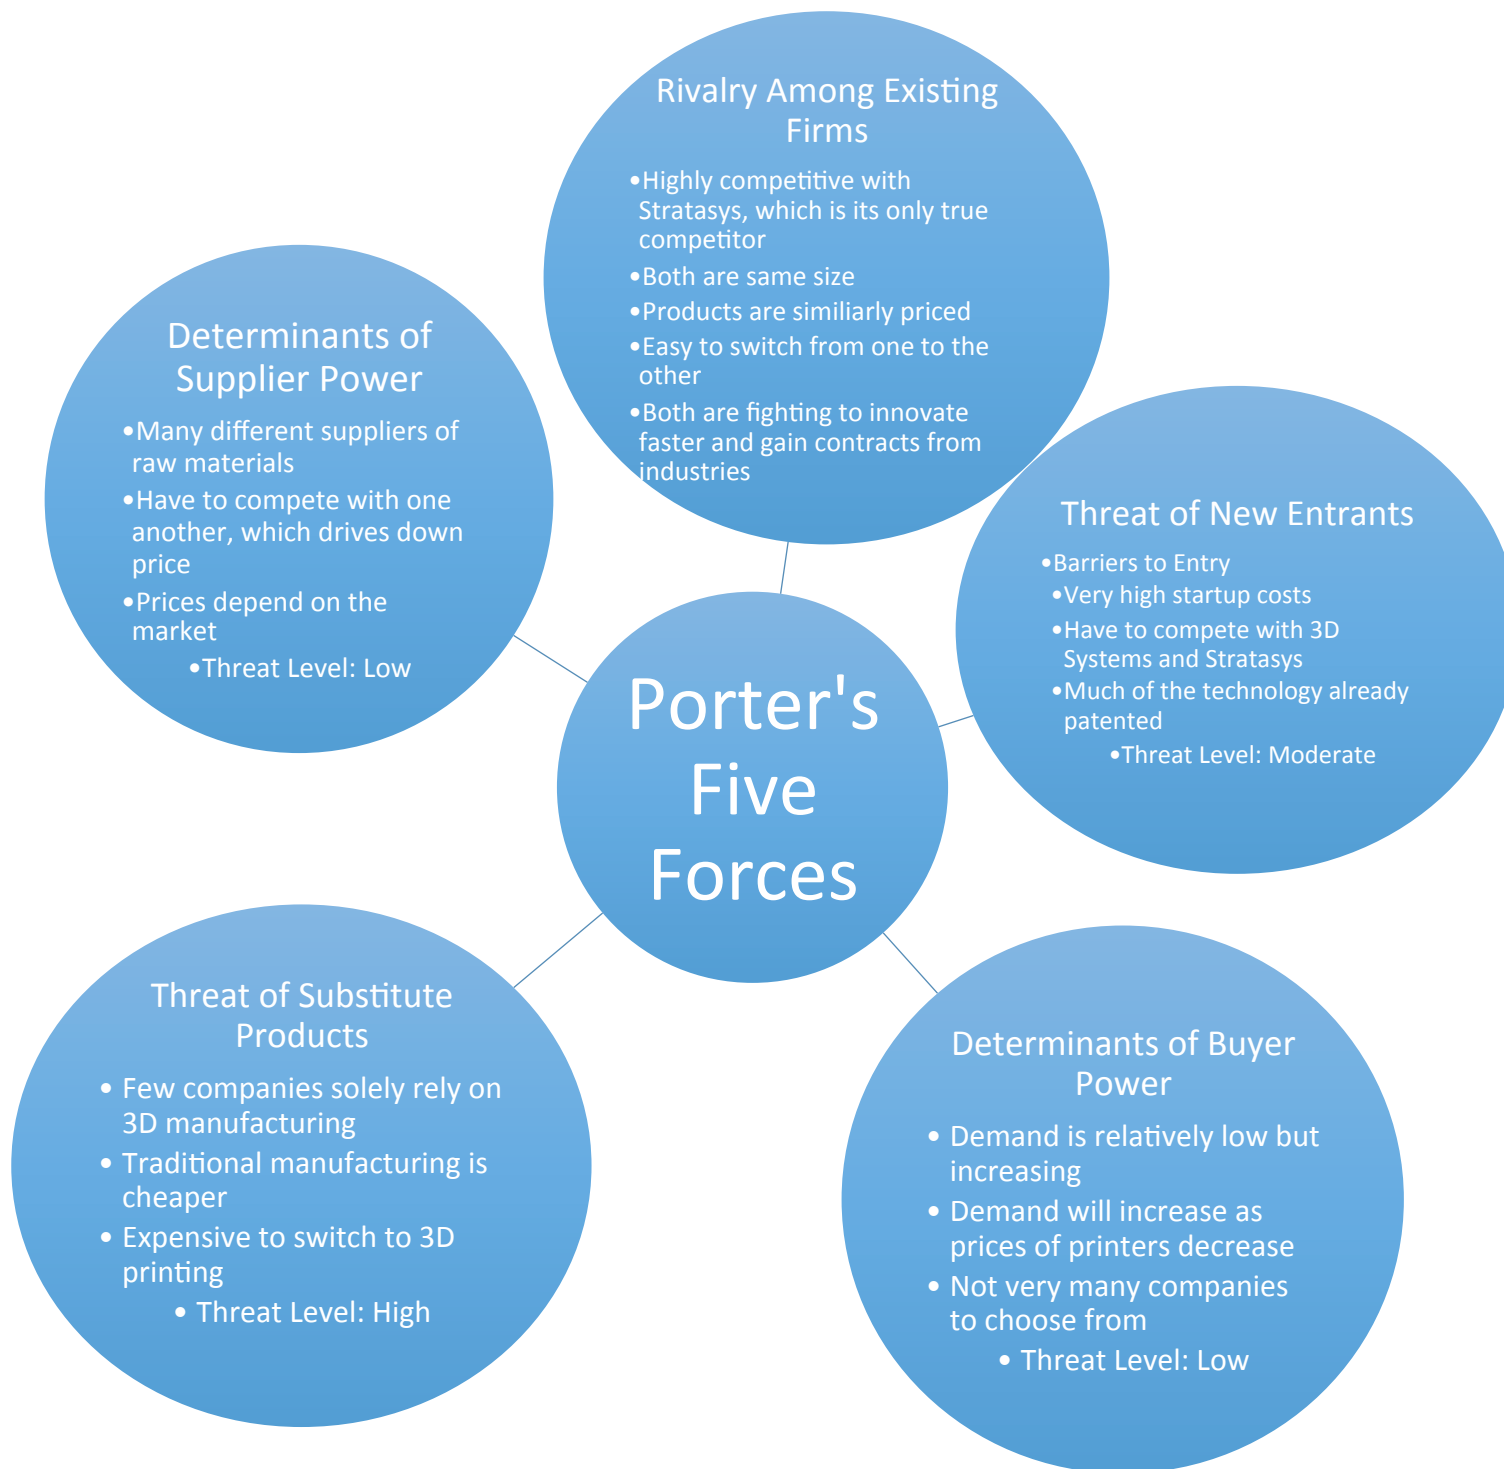 Rivalry Among Existing
Firms
•Highly competitive with
Stratasys, which is its only true
competitor
•Both are same size
•Products are similiarly priced
•Easy to switch from one to the
other
•Both are fighting to innovate
faster and gain contracts from
industries
Determinants of
Supplier Power
•Many different suppliers of
raw materials
•Have to compete with one
another, which drives down
price
•Prices depend on the
market
•Threat Level: Low
Threat of New Entrants
•Barriers to Entry
•Very high startup costs
•Have to compete with 3D
Systems and Stratasys
•Much of the technology already
patented
•Threat Level: Moderate
Porter's
Five
Forces
Threat of Substitute
Products
• Few companies solely rely on
3D manufacturing
• Traditional manufacturing is
cheaper
• Expensive to switch to 3D
printing
• Threat Level: High
Determinants of Buyer
Power
• Demand is relatively low but
increasing
• Demand will increase as
prices of printers decrease
• Not very many companies
to choose from
• Threat Level: Low